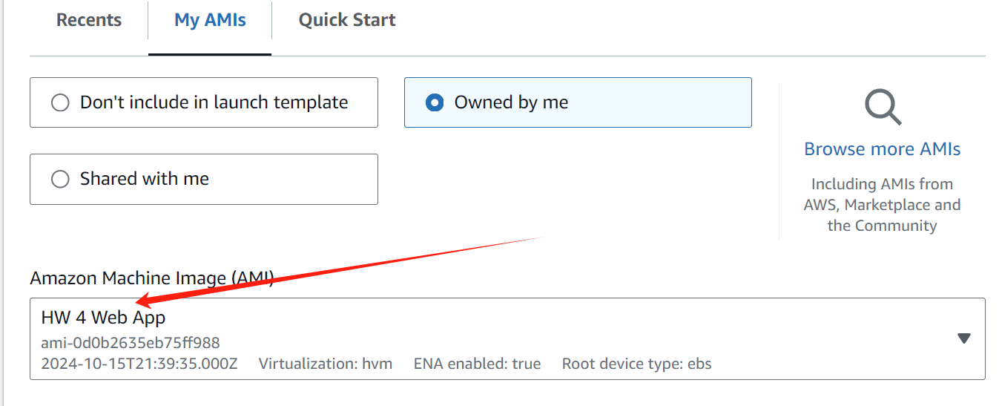 Recents
My AMIs
Quick Start
Don't include in launch template
Owned by me
Shared with me
Browse more AMIs
Including AMIs from
AWS, Marketplace and
the Community
Amazon Machine Image (AMI)
HW 4 Web App
ami-0d0b2635eb75ff988
2024-10-15T21:39:35.000Z Virtualization: hvm ENA enabled: true Root device type: ebs